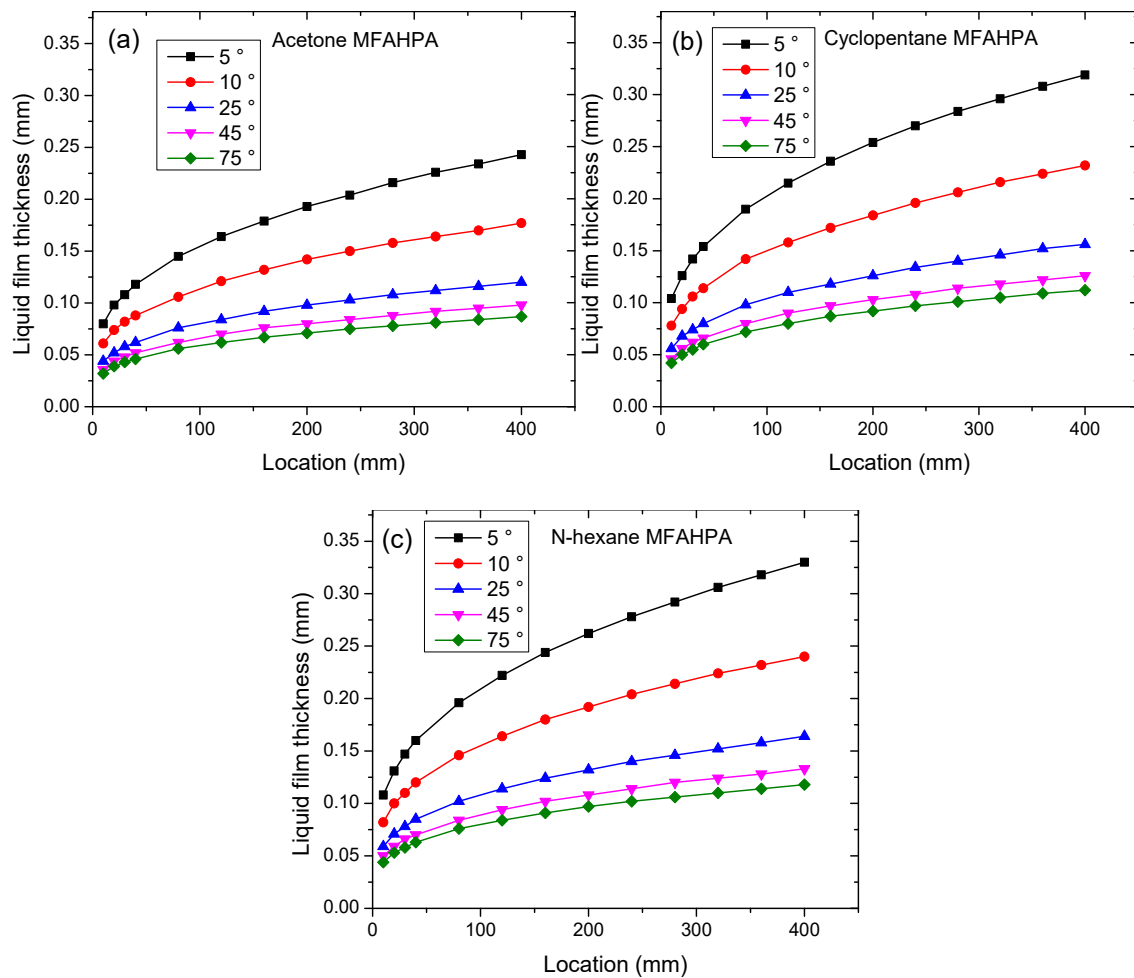 (a)
Acetone MFAHPA
5 °
10 °
25 °
45 °
75 °
0.35
0.30
0.25
0.20
0.15
0.10
0.05
0.00
Liquid film thickness (mm)
0 100 200 300 400
Location (mm)
(b)
Cyclopentane MFAHPA
5 °
10 °
25 °
45 °
75 °
0.35
0.30
0.25
0.20
0.15
0.10
0.05
0.00
Liquid film thickness (mm)
0 100 200 300 400
Location (mm)
(c)
N-hexane MFAHPA
5 °
10 °
25 °
45 °
75 °
0.35
0.30
0.25
0.20
0.15
0.10
0.05
0.00
Liquid film thickness (mm)
0 100 200 300 400
Location (mm)